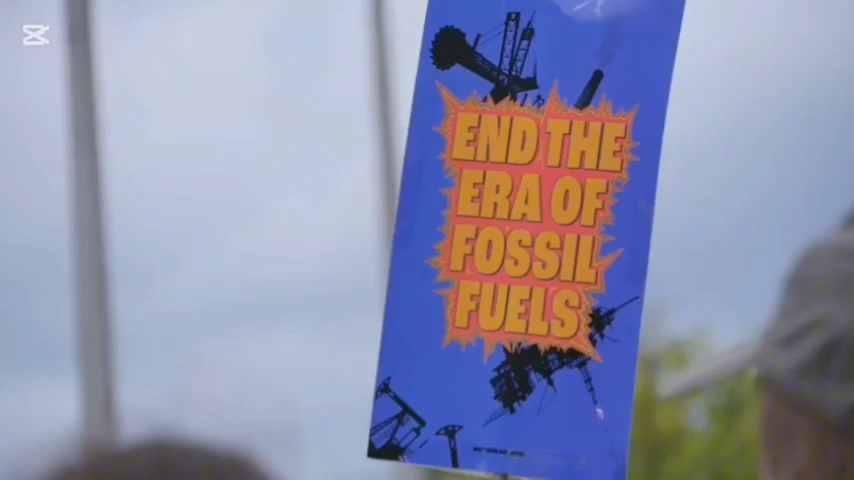 END THE
ERA OF
FOSSIL
FUELS